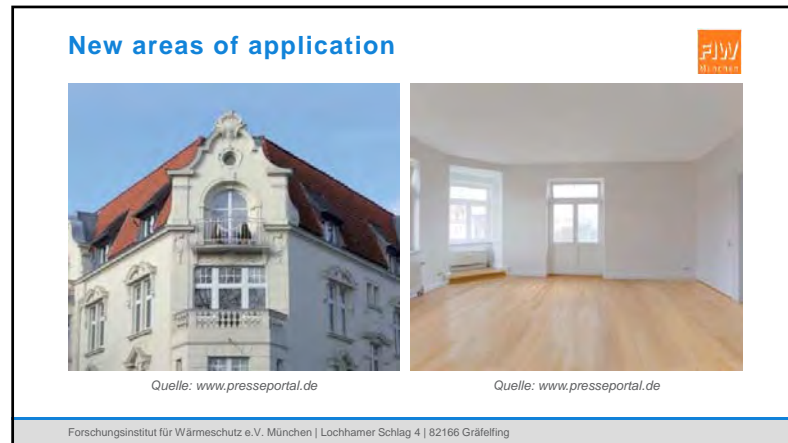 New areas of application
FIW
München
Quelle: www.presseportal.de
Quelle: www.presseportal.de
Forschungsinstitut für Wärmeschutz e.V. München | Lochhamer Schlag 4 | 82166 Gräfelfing